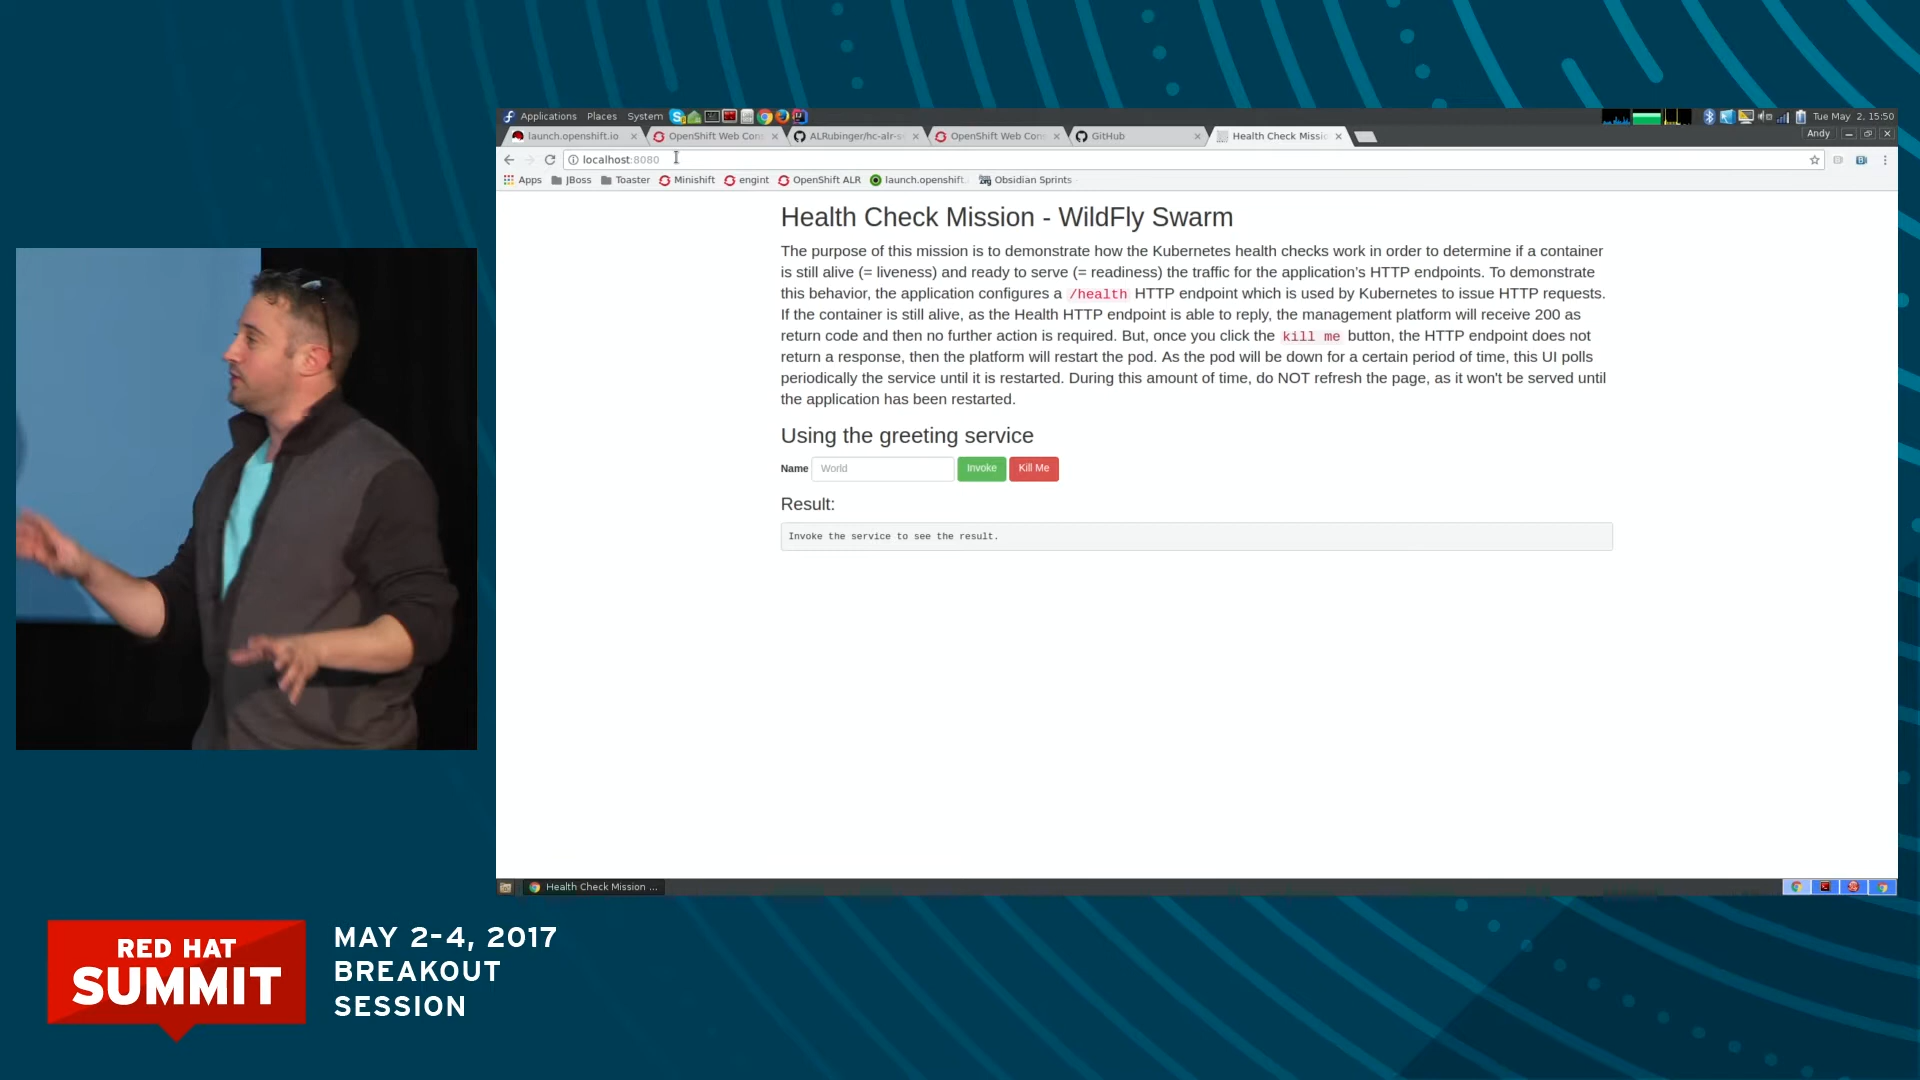 Applications Places System
Tue May 2, 15:50
launch.openshift.io
OpenShift Web Con
ALRubinger/hc-alr-s
OpenShift Web Con
GitHub
Health Check Missi
Andy
localhost:8080
Apps JBoss Toaster Minishift engint OpenShift ALR launch.openshift. Obsidian Sprints
Health Check Mission - WildFly Swarm
The purpose of this mission is to demonstrate how the Kubernetes health checks work in order to determine if a container
is still alive (= liveness) and ready to serve (= readiness) the traffic for the application's HTTP endpoints. To demonstrate
this behavior, the application configures a /health HTTP endpoint which is used by Kubernetes to issue HTTP requests.
If the container is still alive, as the Health HTTP endpoint is able to reply, the management platform will receive 200 as
return code and then no further action is required. But, once you click the kill me button, the HTTP endpoint does not
return a response, then the platform will restart the pod. As the pod will be down for a certain period of time, this UI polls
periodically the service until it is restarted. During this amount of time, do NOT refresh the page, as it won't be served until
the application has been restarted.
Using the greeting service
Name World Invoke Kill Me
Result:
Invoke the service to see the result.
Health Check Mission ...
RED HAT
SUMMIT
MAY 2-4, 2017
BREAKOUT
SESSION